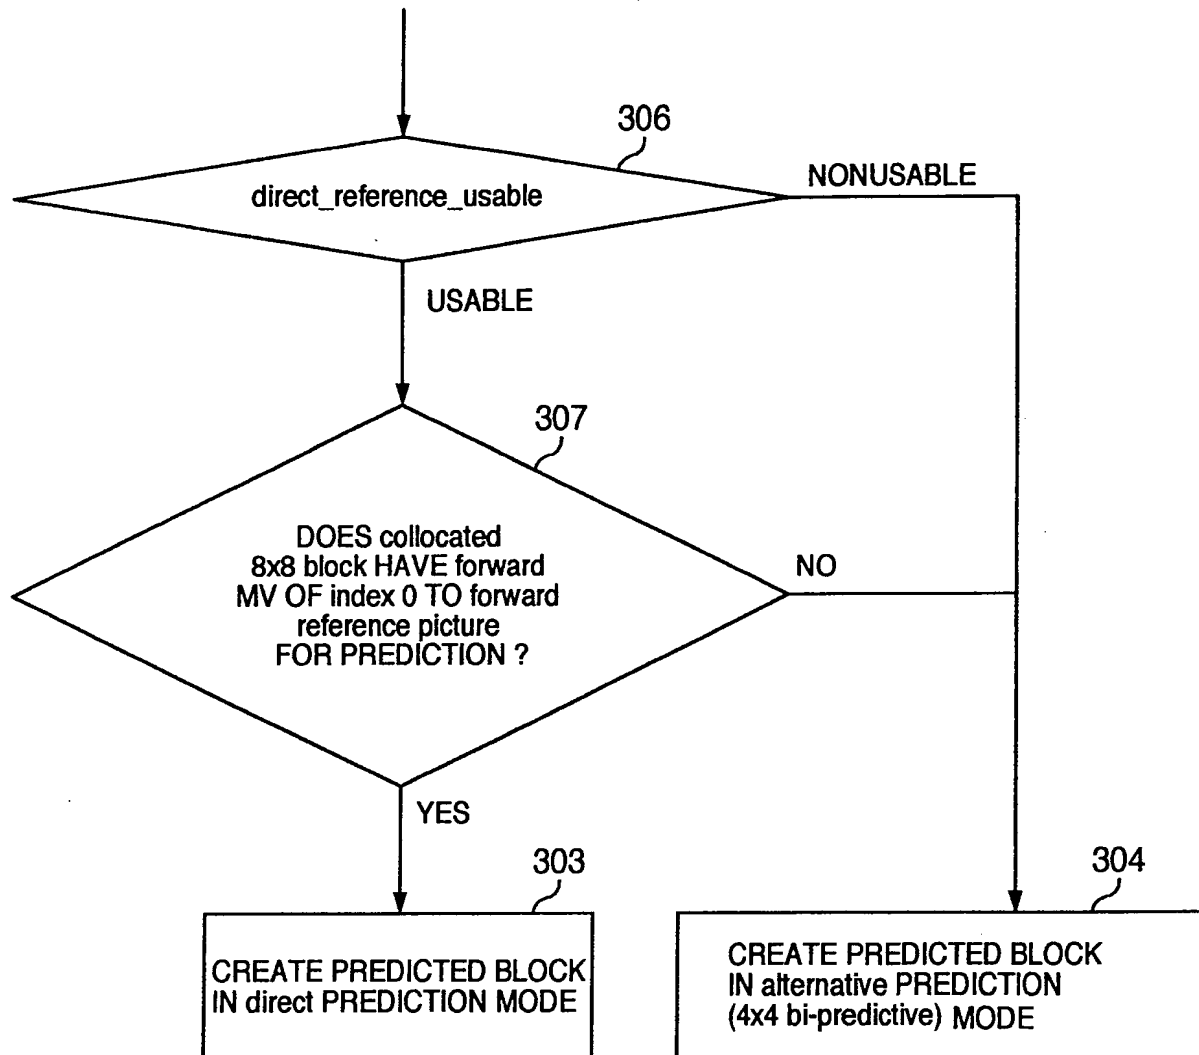 306
direct_reference_usable
NONUSABLE
USABLE
307
DOES collocated
8x8 block HAVE forward
MV OF index 0 TO forward
reference picture
FOR PREDICTION ?
NO
YES
303
CREATE PREDICTED BLOCK
IN direct PREDICTION MODE
304
CREATE PREDICTED BLOCK
IN alternative PREDICTION
(4x4 bi-predictive) MODE